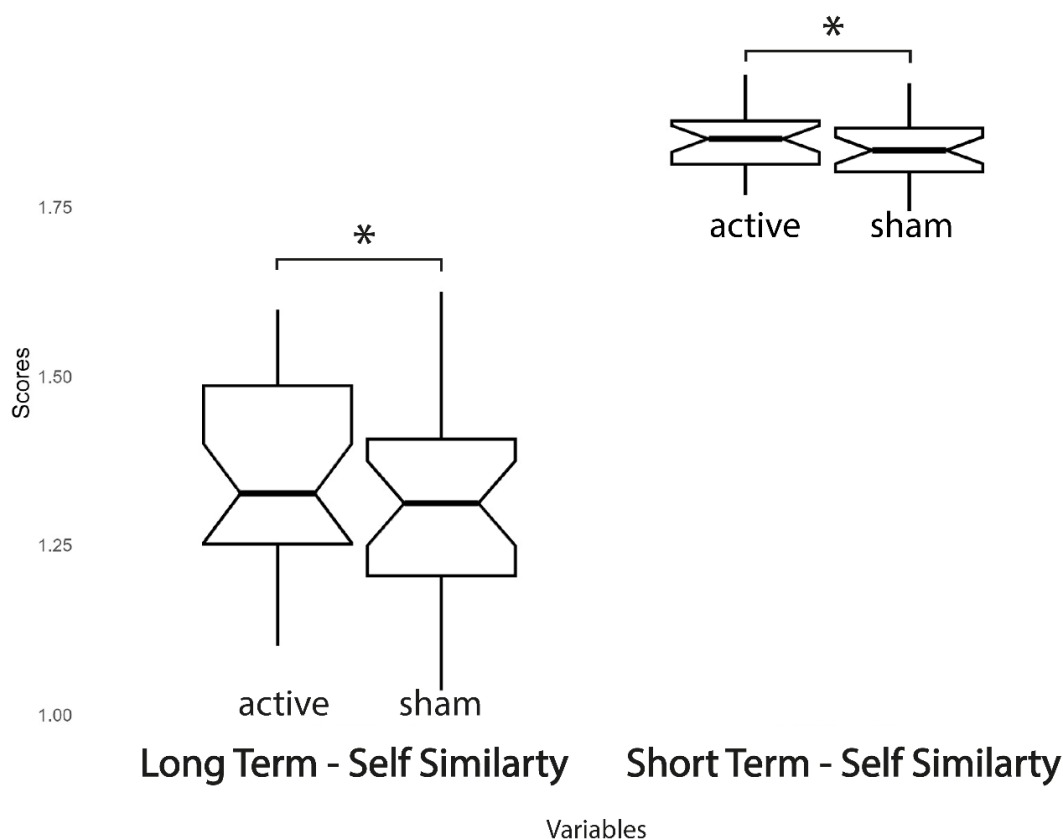 *
1.75
active
sham
*
Scores
1.50
1.25
active
sham
1.00
Long Term - Self Similarty
Short Term - Self Similarty
Variables